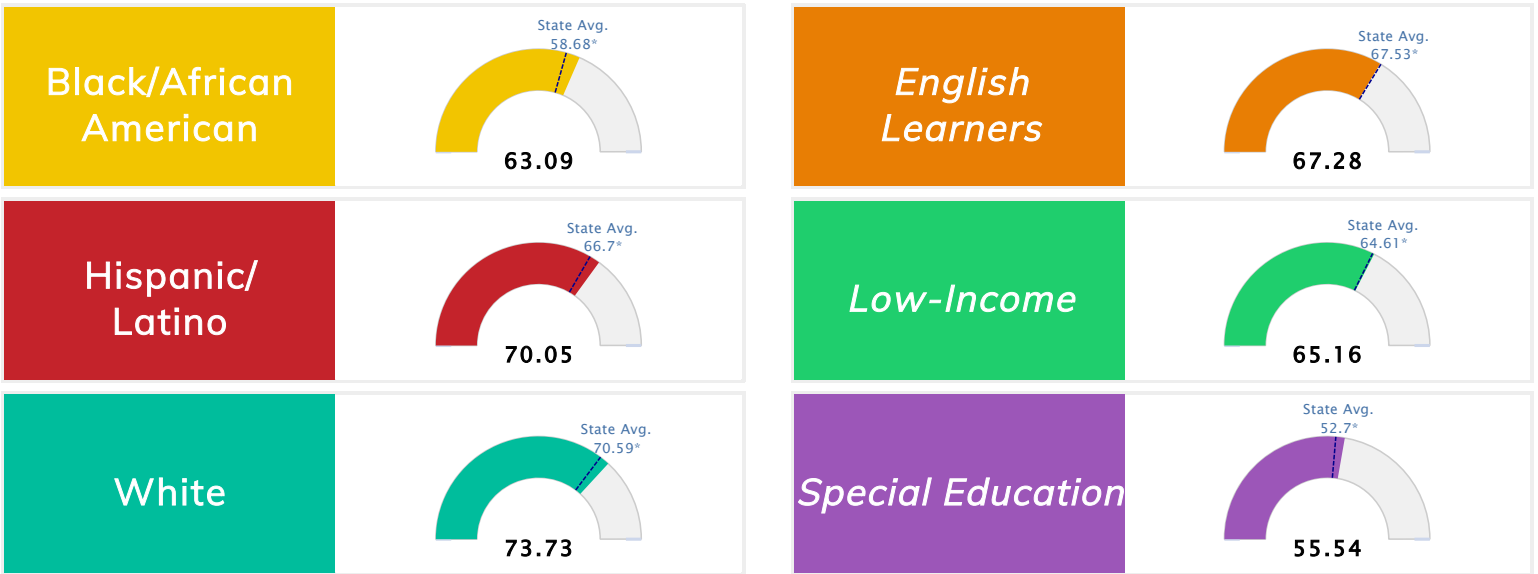 Black/African
American
State Avg.
58.68*
63.09
English
Learners
State Avg.
67.53*
67.28
Hispanic/
Latino
State Avg.
66.7*
70.05
Low-Income
State Avg.
64.61*
65.16
White
State Avg.
70.59*
73.73
Special Education
State Avg.
52.7*
55.54